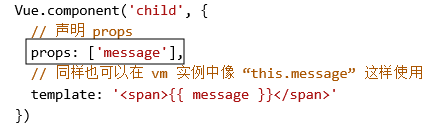 Vue.component('child', {
// 声明 props
props: ['message'],
// 同样也可以在 vm 实例中像 “this.message” 这样使用
template: '<span>{{ message }}</span>'
})